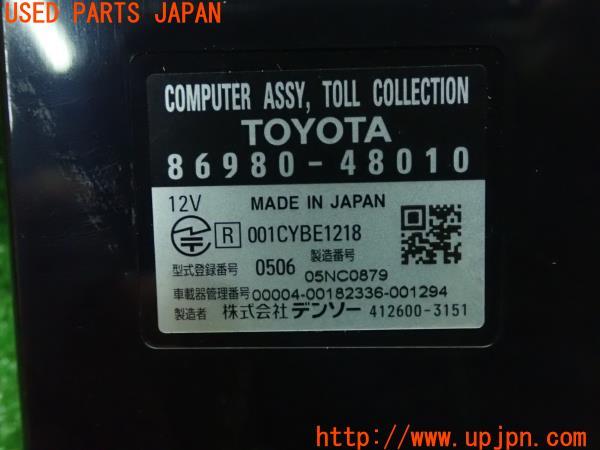 USED PARTS JAPAN
COMPUTER ASSY, TOLL COLLECTION
TOYOTA
86980-48010
12V MADE IN JAPAN
R 001CYBE1218
型式登録番号 0506 製造番号 05NC0879
車載器管理番号 00004-00182336-001294
製造者 株式会社デンソー 412600-3151
UPJ
http://www.upjpn.com